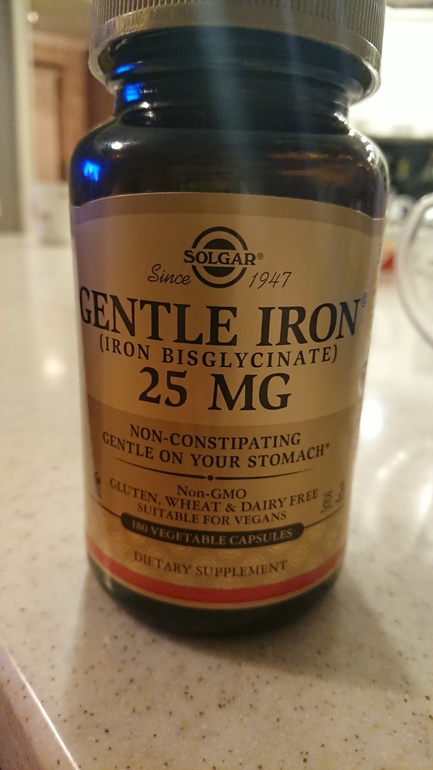 SOLGAR®
Since 1947
GENTLE IRON®
(IRON BISGLYCINATE)
25 MG
NON-CONSTIPATING
GENTLE ON YOUR STOMACH*
Non-GMO
GLUTEN, WHEAT & DAIRY FREE
SUITABLE FOR VEGANS
180 VEGETABLE CAPSULES
DIETARY SUPPLEMENT